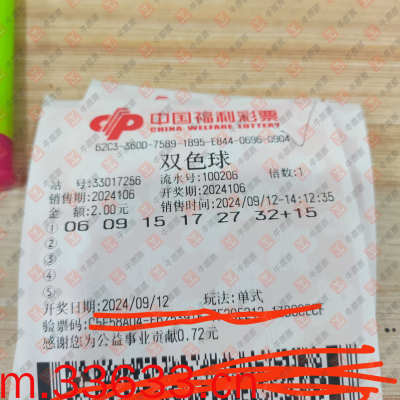 中国福利彩票
CHINA WELFARE LOTTERY
62C3-360D-7589-1B95-E844-0696-0904
双色球
站 号:33017256 流水号:100206 倍数:1
销售期:2024106 开奖期:2024106
金 额:2.00元 销售时间:2024/09/12-14:12:35
① 06 09 15 17 27 32+15
②
③
④
⑤
开奖日期:2024/09/12 玩法:单式
验票码:
感谢您为公益事业贡献0.72元
m.33633.cn